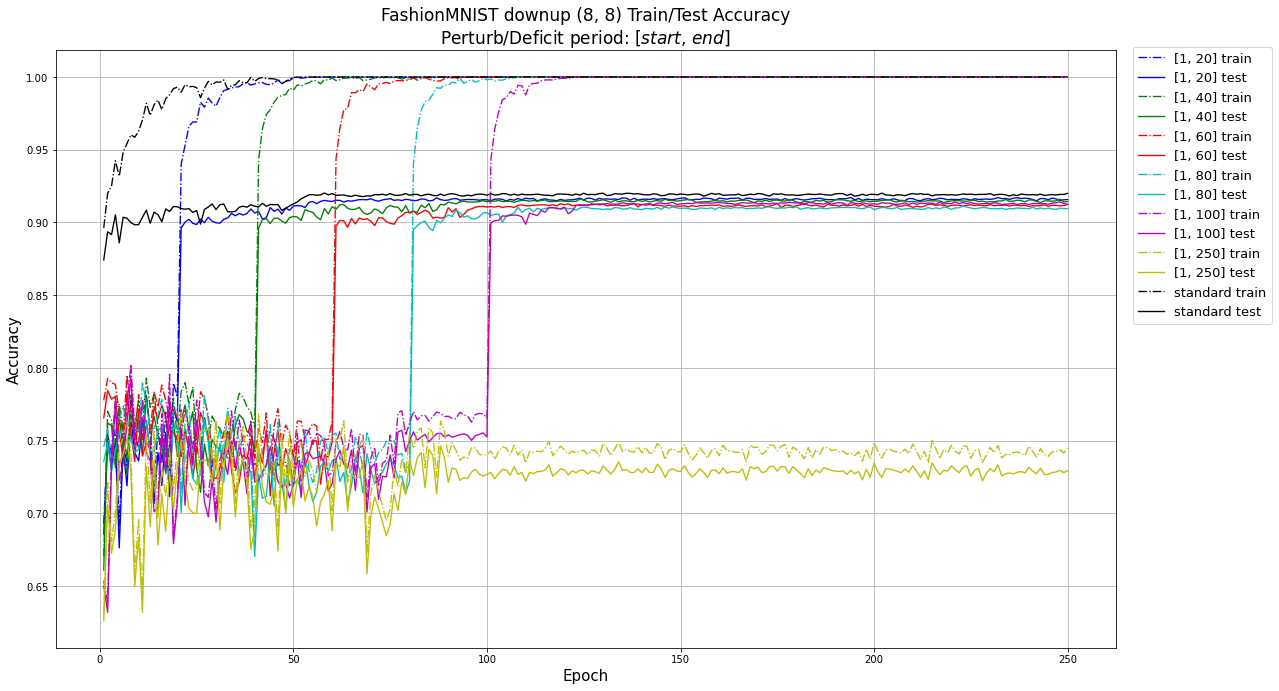 FashionMNIST downup (8, 8) Train/Test Accuracy
Perturb/Deficit period: [start, end]
1.00
0.95
0.90
0.85
0.80
0.75
0.70
0.65
Accuracy
0
50
100
150
200
250
Epoch
[1, 20] train
[1, 20] test
[1, 40] train
[1, 40] test
[1, 60] train
[1, 60] test
[1, 80] train
[1, 80] test
[1, 100] train
[1, 100] test
[1, 250] train
[1, 250] test
standard train
standard test